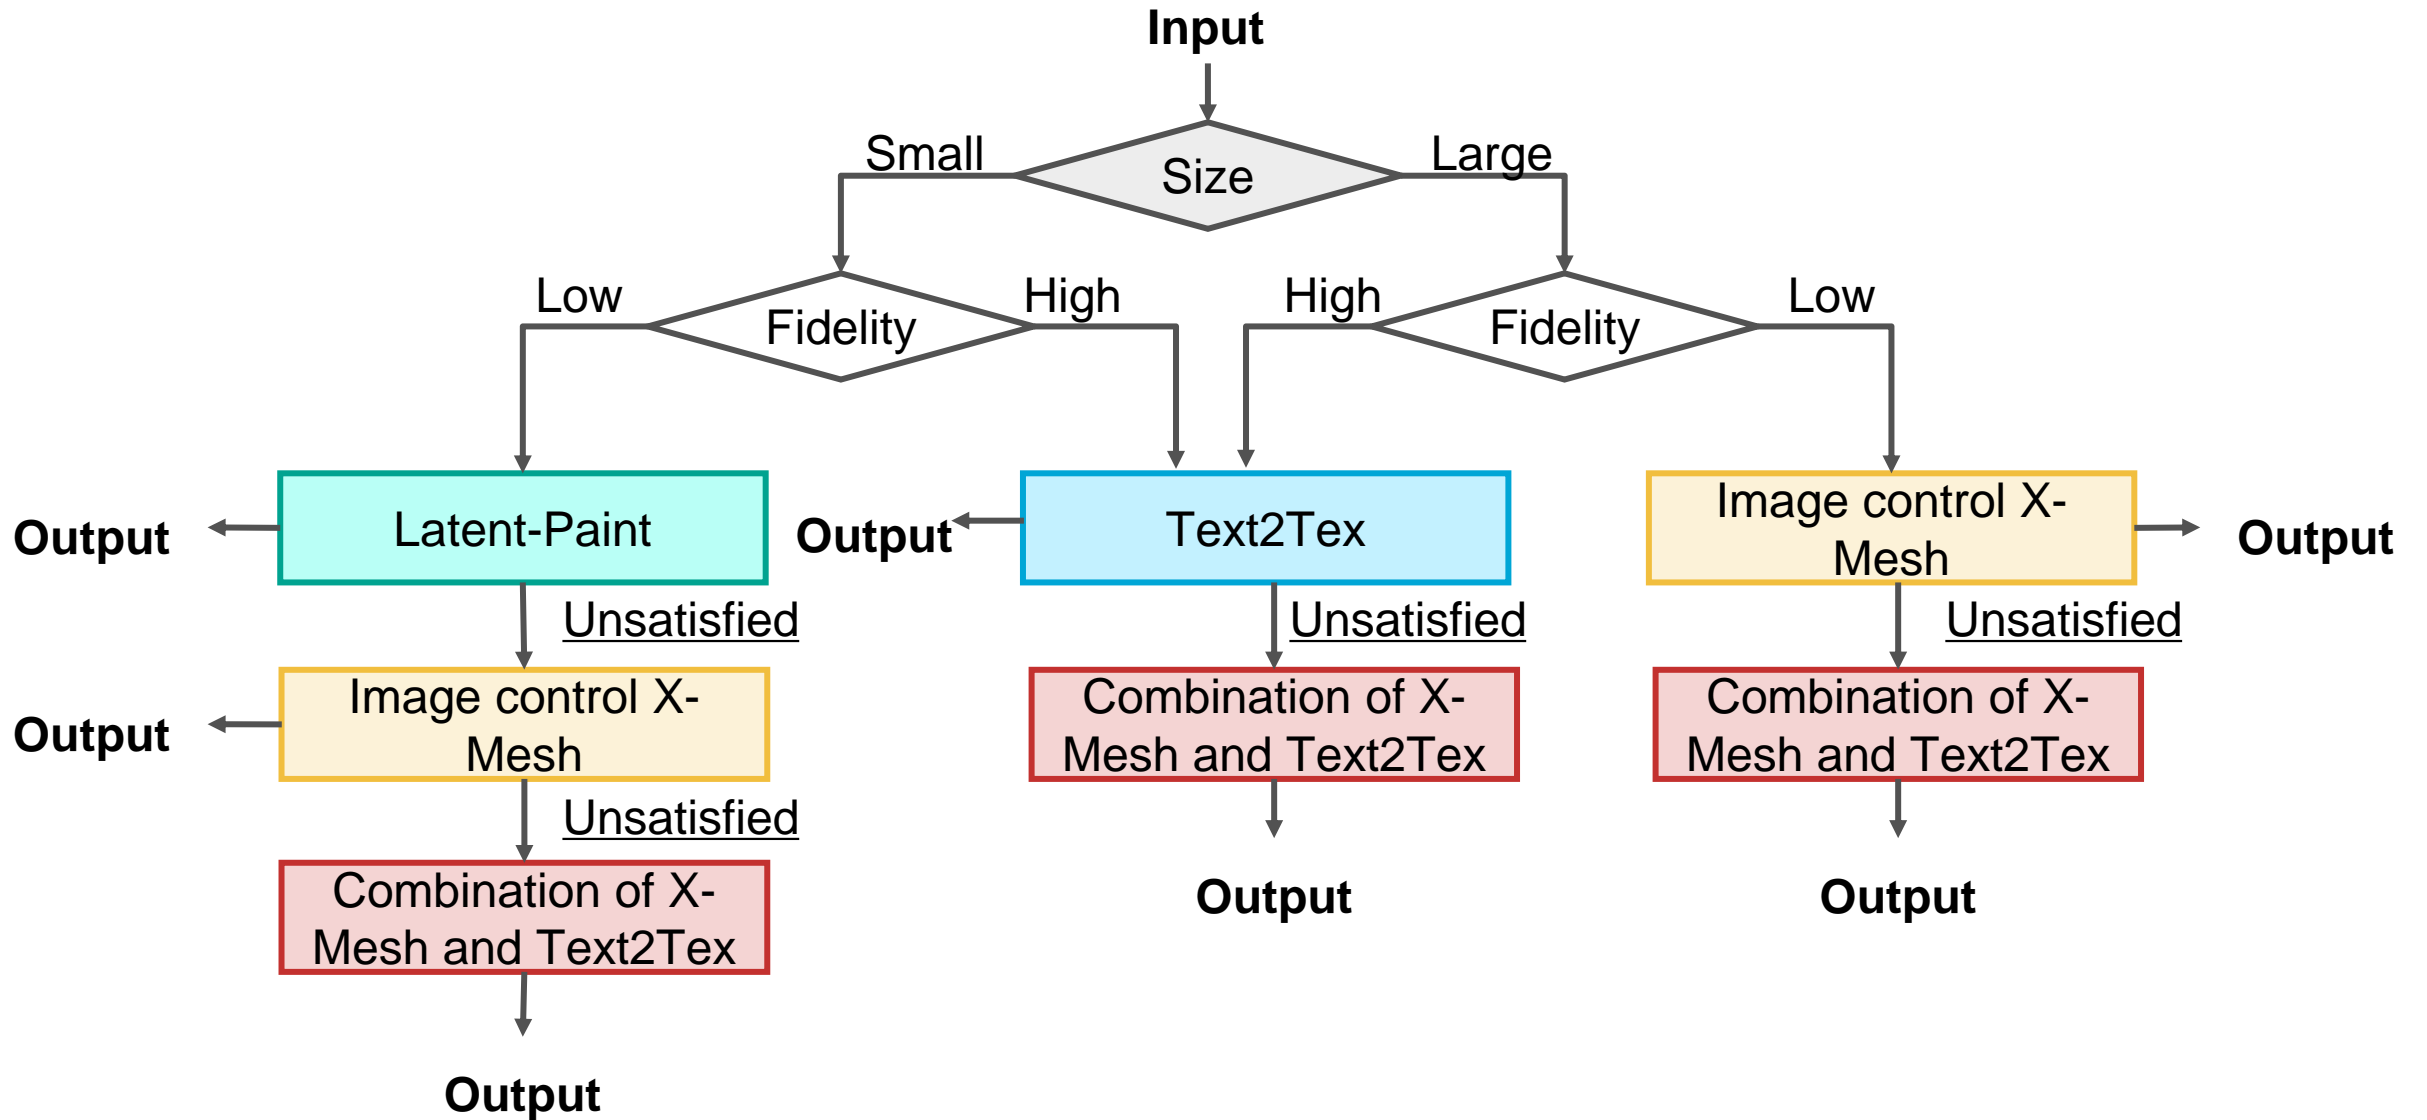 Input
Small
Large
Size
Low
High
High
Low
Fidelity
Fidelity
Output
Latent-Paint
Output
Text2Tex
Image control X-
Mesh
Output
Unsatisfied
Unsatisfied
Unsatisfied
Output
Image control X-
Mesh
Combination of X-
Mesh and Text2Tex
Combination of X-
Mesh and Text2Tex
Unsatisfied
Combination of X-
Mesh and Text2Tex
Output
Output
Output